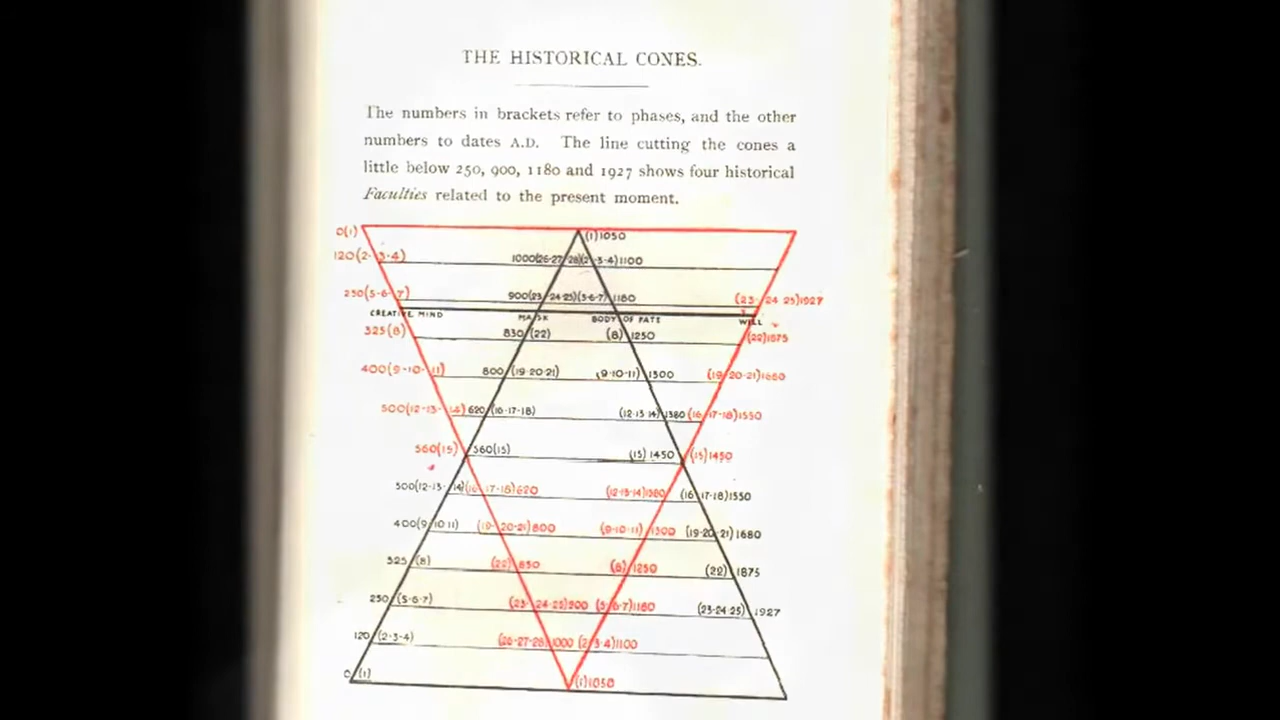 THE HISTORICAL CONES.
The numbers in brackets refer to phases, and the other
numbers to dates A.D. The line cutting the cones a
little below 250, 900, 1180 and 1927 shows four historical
Faculties related to the present moment.
0(1) (1)1050
120(2-3-4) 1000(26-27-28)(2-3-4)1100
250(5-6-7) 900(23-24-25)(5-6-7)1180 (23-24-25)1927
CREATIVE MIND MASK BODY OF FATE WILL
325(8) 830(22) (8)1250 (22)1875
400(9-10-11) 800(19-20-21) (9-10-11)1300 (19-20-21)1680
500(12-13-14) 620(16-17-18) (12-13-14)1380 (16-17-18)1550
560(15) 560(15) (15)1450 (15)1450
500(12-13-14) (16-17-18)620 (12-13-14)1380 (16-17-18)1550
400(9-10-11) (19-20-21)800 (9-10-11)1300 (19-20-21)1680
325(8) (22)830 (8)1250 (22)1875
250(5-6-7) (23-24-25)900 (5-6-7)1180 (23-24-25)1927
120(2-3-4) (26-27-28)1000 (2-3-4)1100
0(1) (1)1050